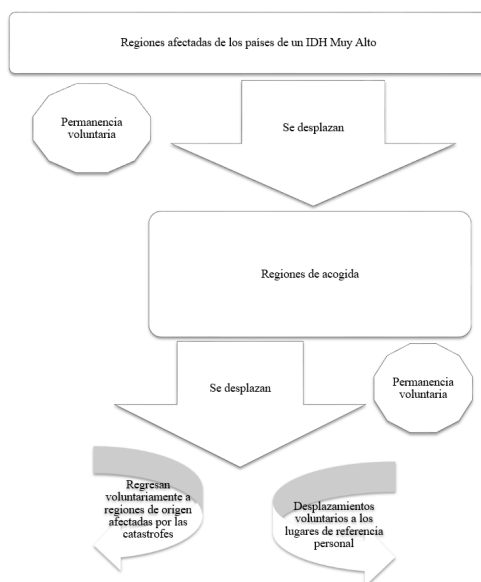 Regiones afectadas de los países de un IDH Muy Alto
Permanencia
voluntaria
Se desplazan
Regiones de acogida
Se desplazan
Permanencia
voluntaria
Regresan
voluntariamente a
regiones de origen
afectadas por las
catastrofes
Desplazamientos
voluntarios a los
lugares de referencia
personal